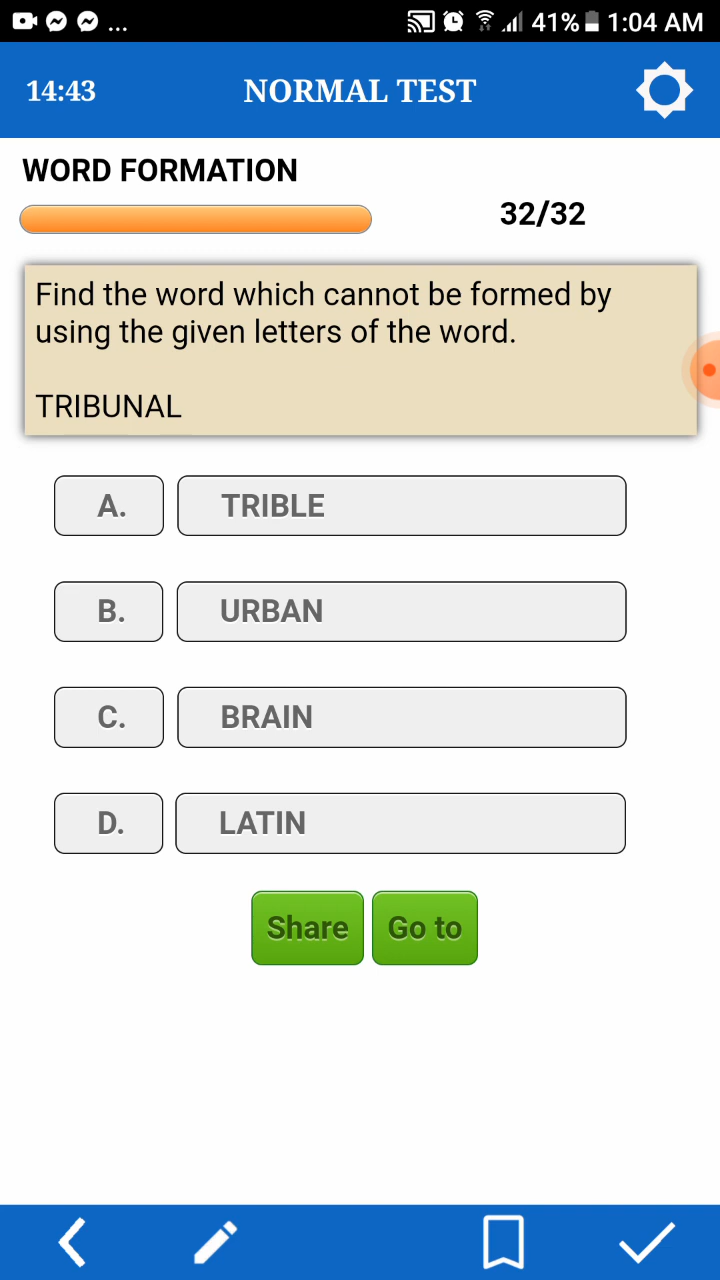 ... 41% 1:04 AM
14:43 NORMAL TEST
WORD FORMATION
32/32
Find the word which cannot be formed by
using the given letters of the word.
TRIBUNAL
A. TRIBLE
B. URBAN
C. BRAIN
D. LATIN
Share Go to